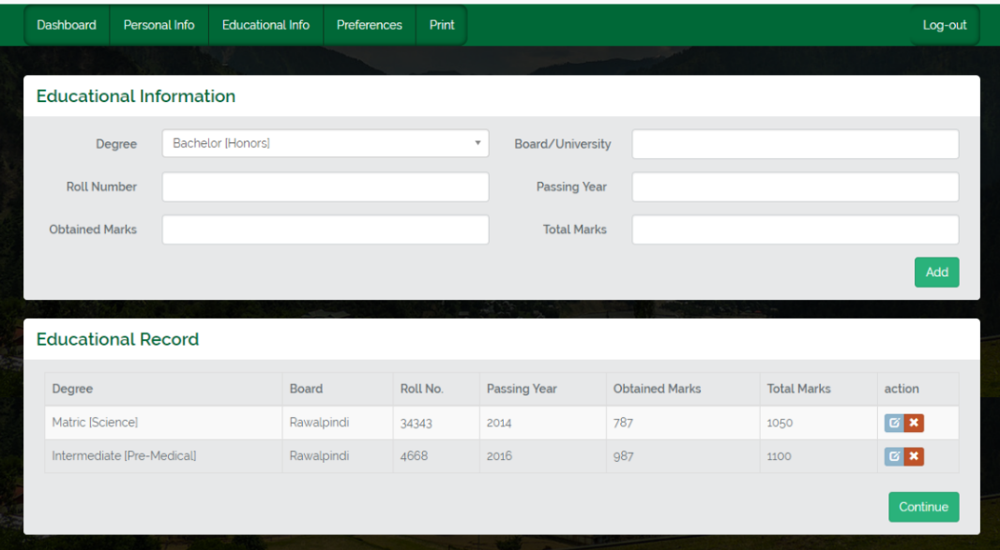 Dashboard Personal Info Educational Info Preferences Print Log-out
Educational Information
Degree Bachelor [Honors] Board/University
Roll Number Passing Year
Obtained Marks Total Marks
Add
Educational Record
Degree Board Roll No. Passing Year Obtained Marks Total Marks action
Matric [Science] Rawalpindi 34343 2014 787 1050
Intermediate [Pre-Medical] Rawalpindi 4668 2016 987 1100
Continue